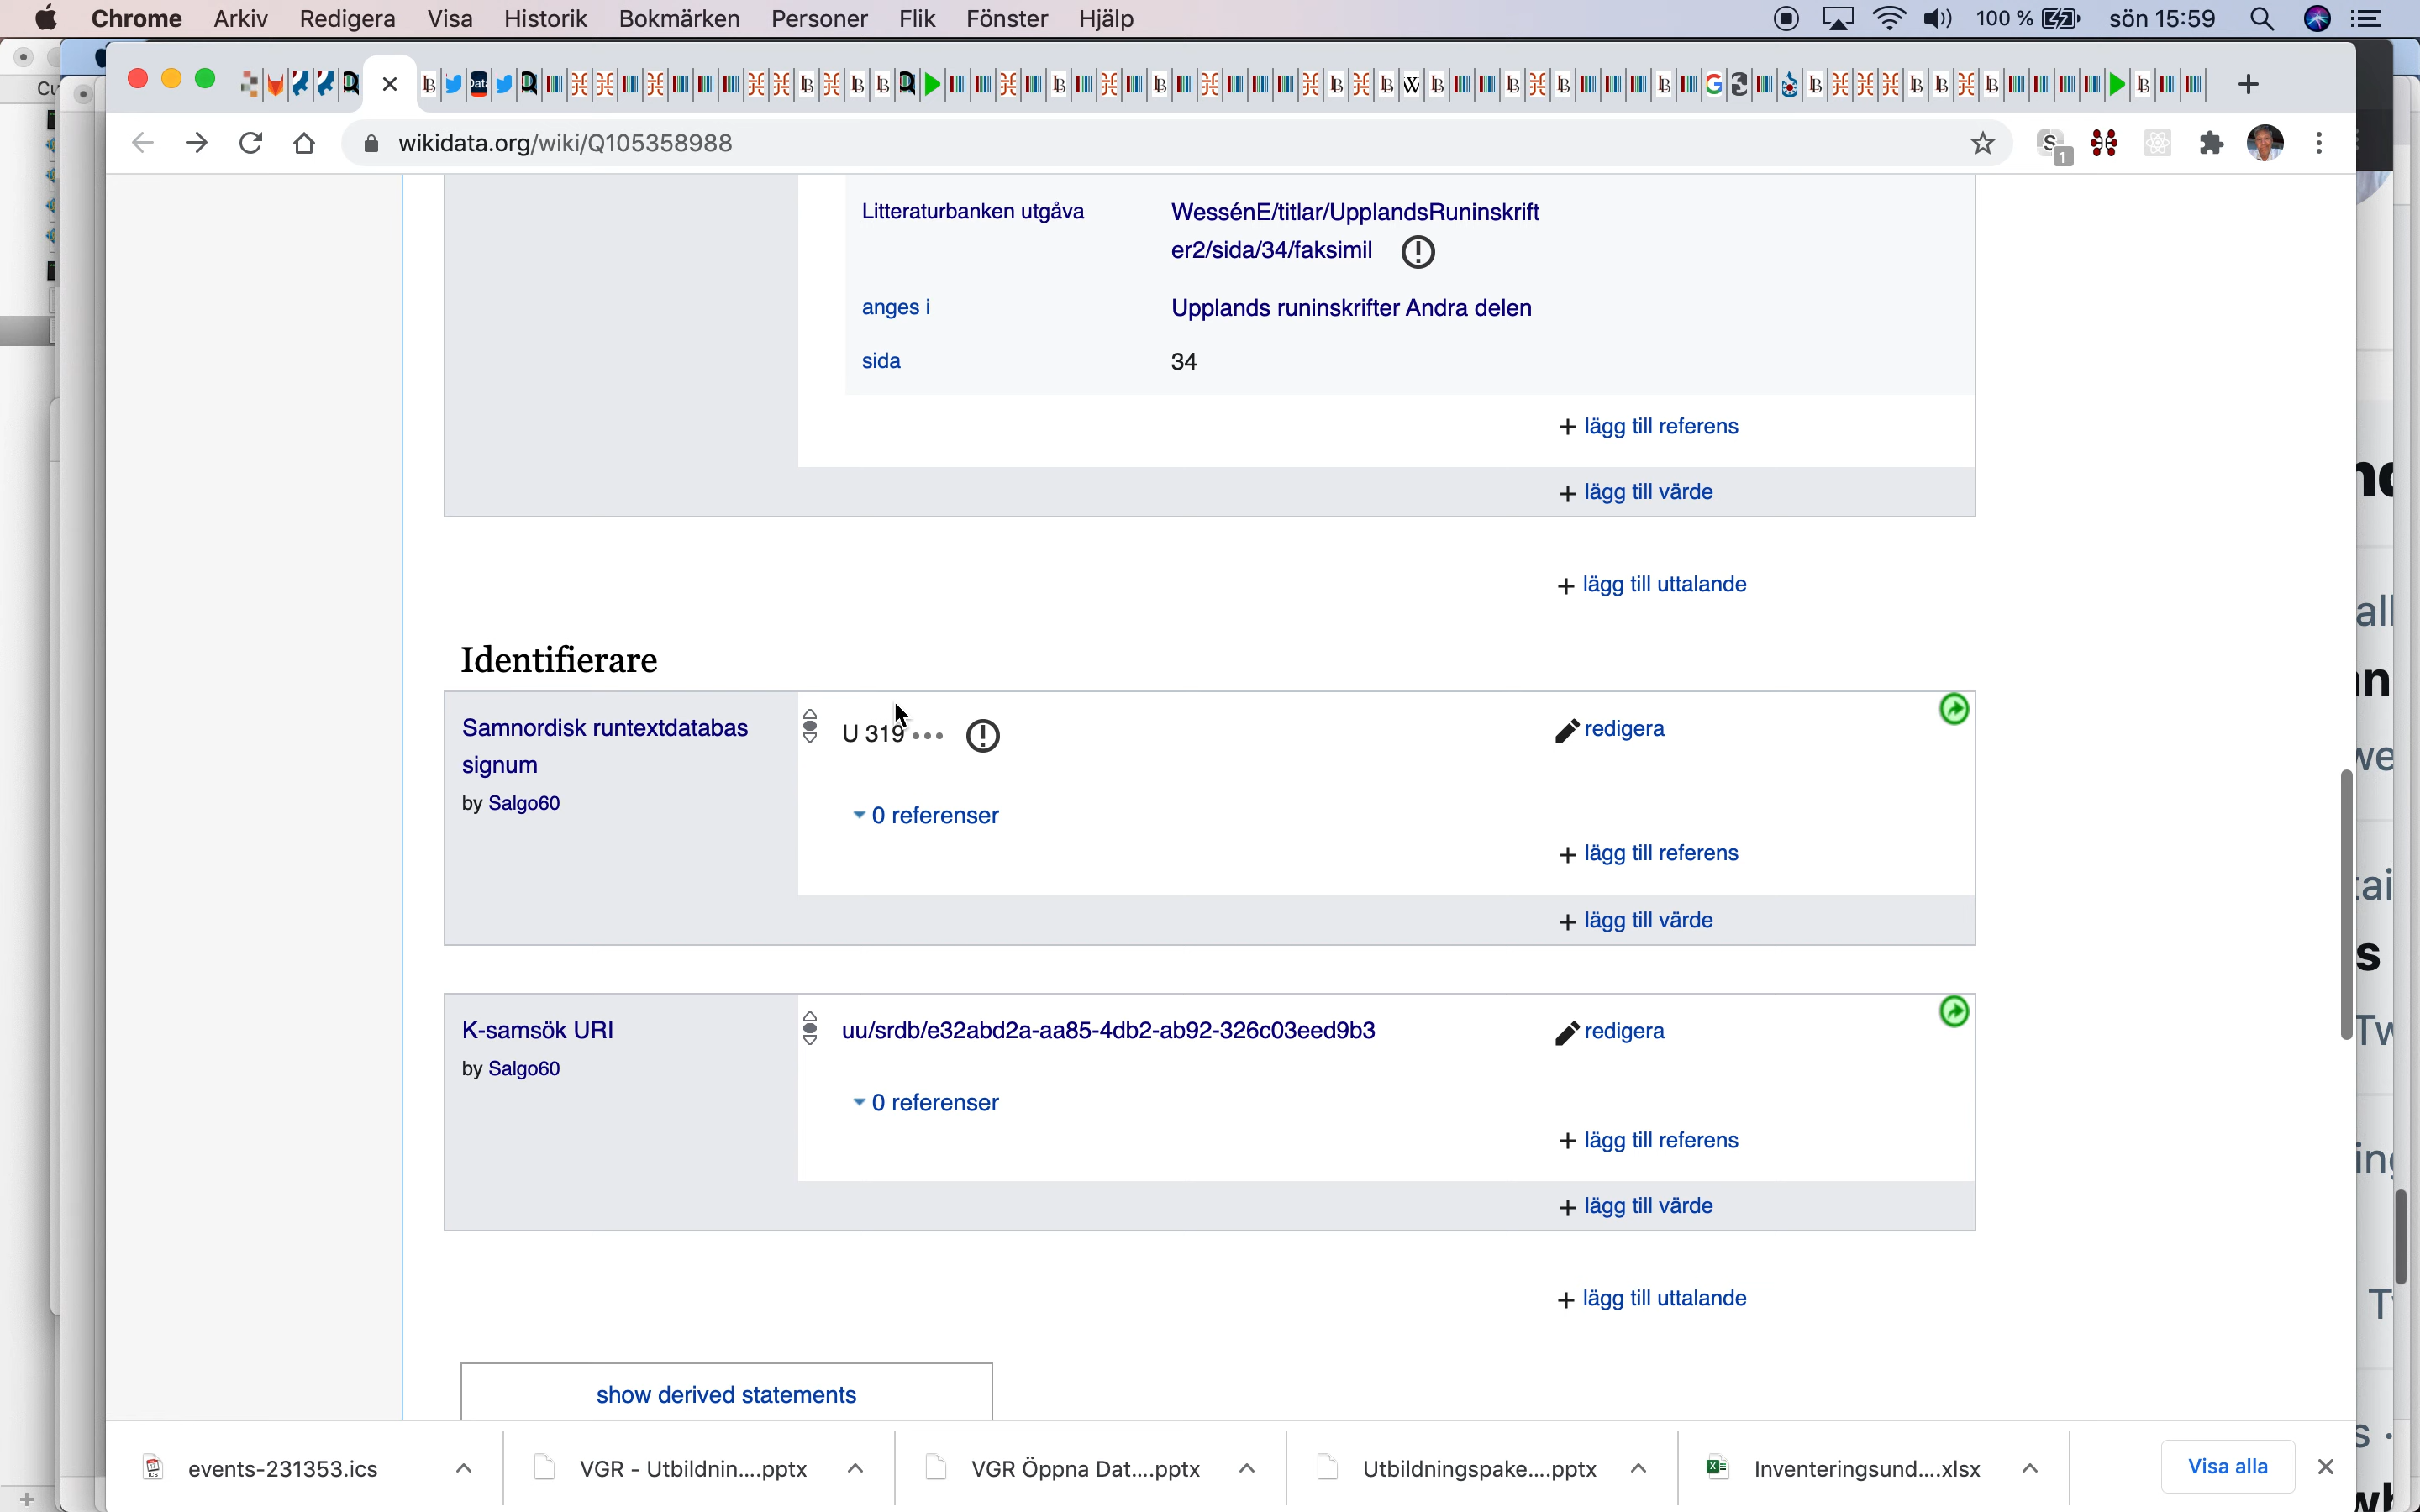 Chrome Arkiv Redigera Visa Historik Bokmärken Personer Flik Fönster Hjälp 100 % sön 15:59
wikidata.org/wiki/Q105358988
Litteraturbanken utgåva WessénE/titlar/UpplandsRuninskrift
er2/sida/34/faksimil
anges i Upplands runinskrifter Andra delen
sida 34
+ lägg till referens
+ lägg till värde
+ lägg till uttalande
Identifierare
Samnordisk runtextdatabas
signum
U 319 •••
redigera
by Salgo60
0 referenser
+ lägg till referens
+ lägg till värde
K-samsök URI uu/srdb/e32abd2a-aa85-4db2-ab92-326c03eed9b3 redigera
by Salgo60
0 referenser
+ lägg till referens
+ lägg till värde
+ lägg till uttalande
show derived statements
events-231353.ics VGR - Utbildnin....pptx VGR Öppna Dat....pptx Utbildningspake....pptx Inventeringsund....xlsx Visa alla